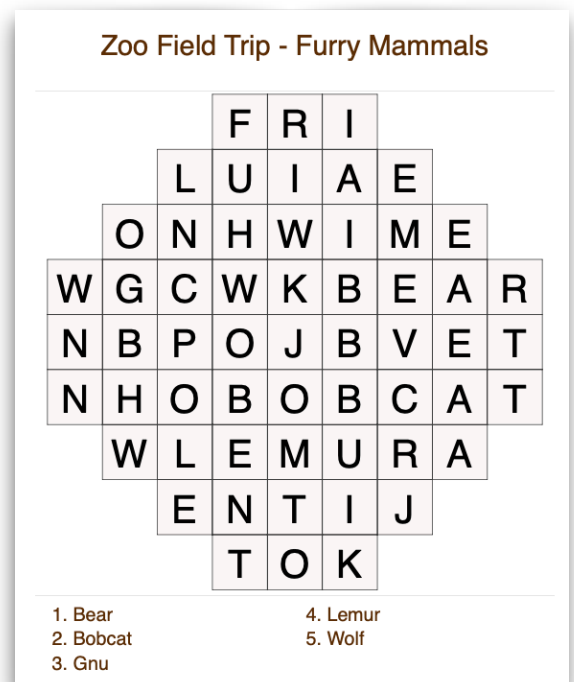 Zoo Field Trip - Furry Mammals
F R I
L U I A E
O N H W I M E
W G C W K B E A R
N B P O J B V E T
N H O B O B C A T
W L E M U R A
E N T I J
T O K
1. Bear
2. Bobcat
3. Gnu
4. Lemur
5. Wolf